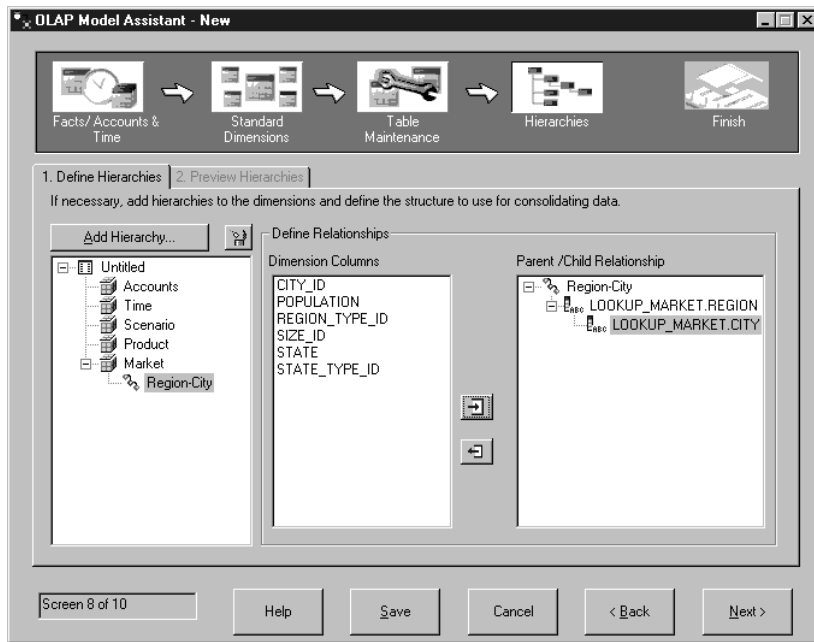 OLAP Model Assistant - New
Facts/ Accounts &
Time
Standard
Dimensions
Table
Maintenance
Hierarchies
Finish
1. Define Hierarchies
2. Preview Hierarchies
If necessary, add hierarchies to the dimensions and define the structure to use for consolidating data.
Add Hierarchy...
Untitled
Accounts
Time
Scenario
Product
Market
Region-City
Define Relationships
Dimension Columns
CITY_ID
POPULATION
REGION_TYPE_ID
SIZE_ID
STATE
STATE_TYPE_ID
Parent /Child Relationship
Region-City
ABC LOOKUP_MARKET.REGION
ABC LOOKUP_MARKET.CITY
Screen 8 of 10
Help
Save
Cancel
< Back
Next >